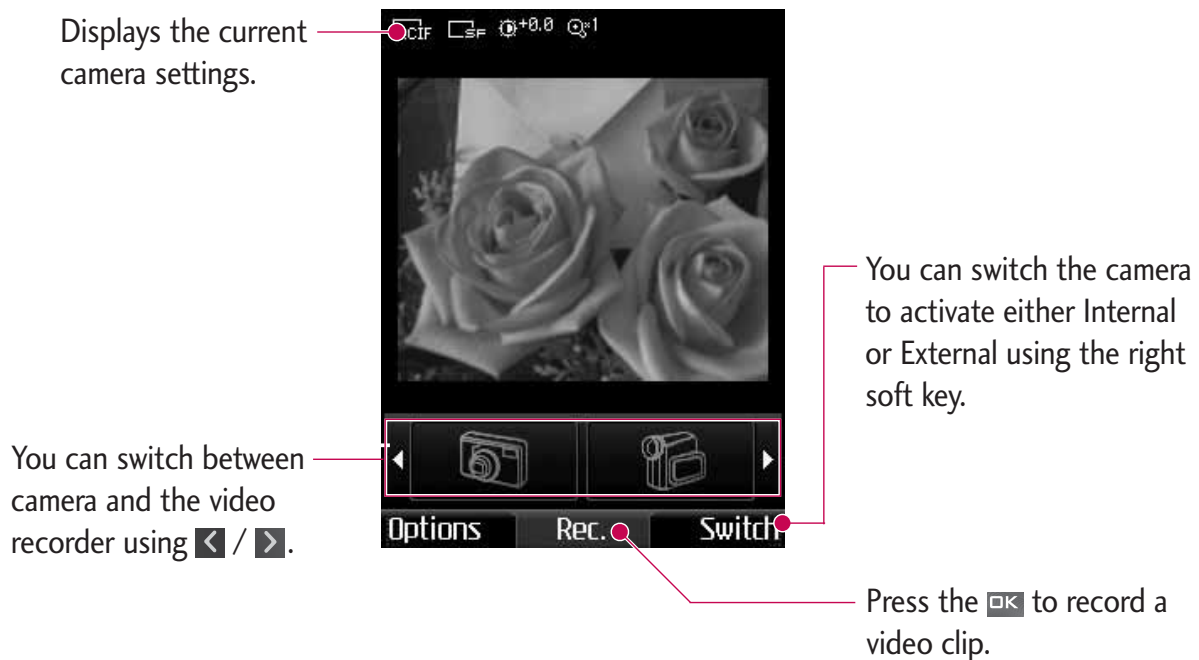 Displays the current
camera settings.
CIF SF +0.0 ×1
You can switch the camera
to activate either Internal
or External using the right
soft key.
You can switch between
camera and the video
recorder using < / >.
Options Rec. Switch
Press the OK to record a
video clip.